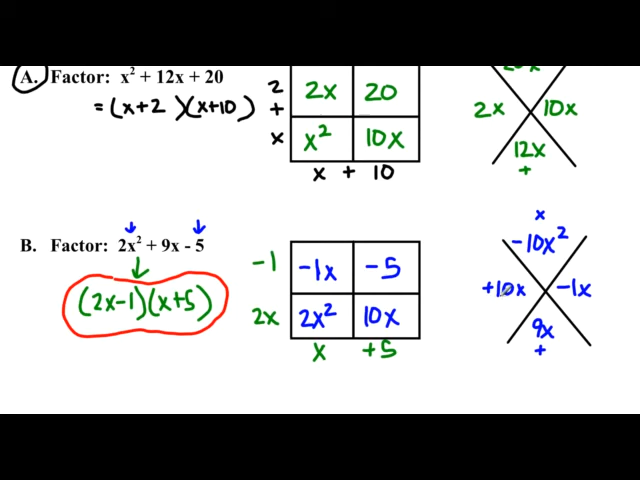 A. Factor: x² + 12x + 20
= (x+2)(x+10)
2
+
x
2x 20
x² 10x
x + 10
2x 10x
12x
+
B. Factor: 2x² + 9x - 5
(2x-1)(x+5)
-1
2x
-1x -5
2x² 10x
x +5
x
-10x²
+10x -1x
9x
+